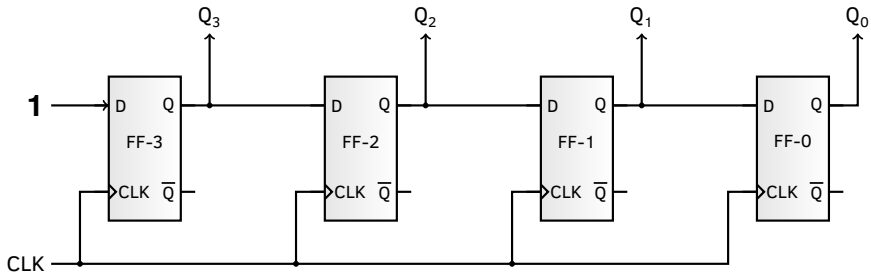 Q3 Q2 Q1 Q0
1 D Q D Q D Q D Q
FF-3 FF-2 FF-1 FF-0
CLK Q̅ CLK Q̅ CLK Q̅ CLK Q̅
CLK